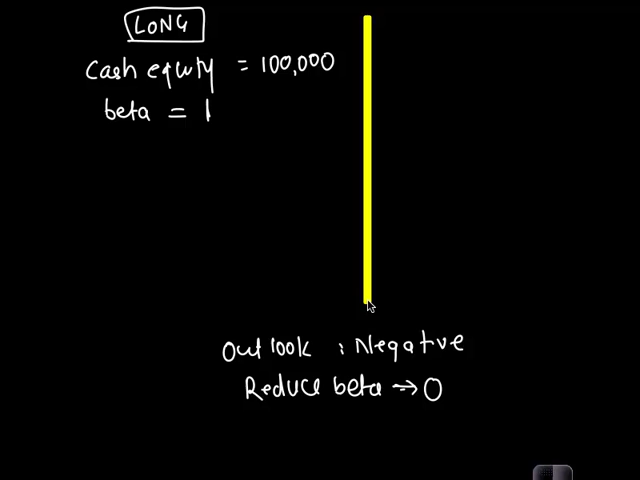 LONG
Cash equity = 100,000
beta = 1
Outlook : Negative
Reduce beta → 0